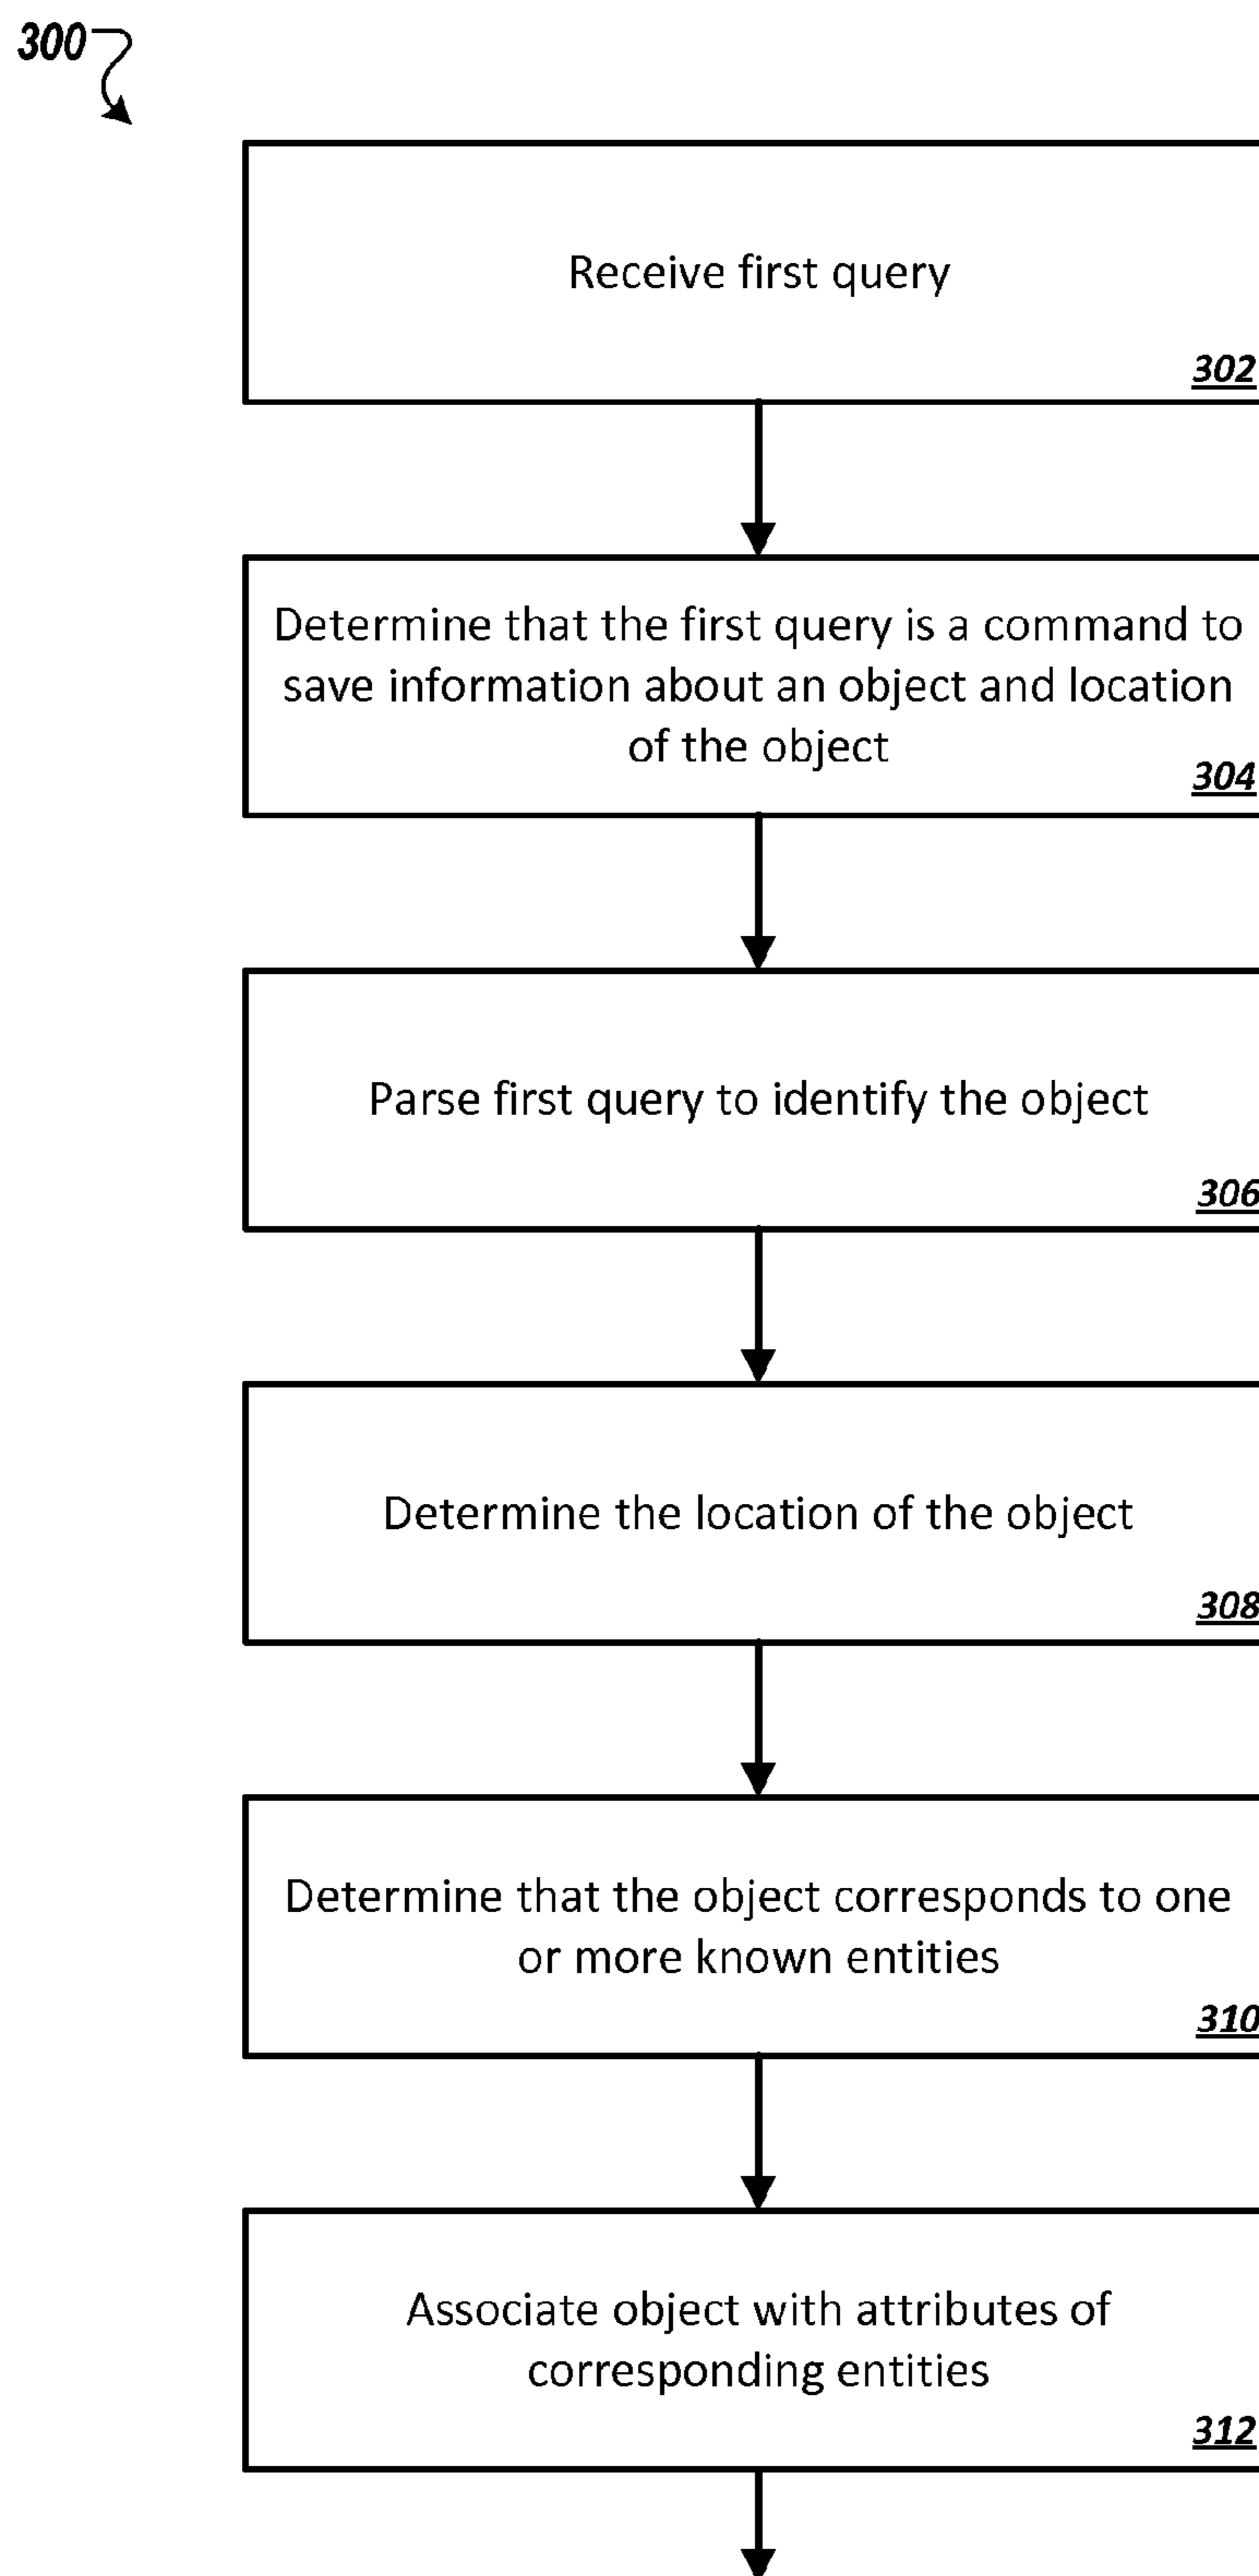 300
Receive first query
302
Determine that the first query is a command to
save information about an object and location
of the object
304
Parse first query to identify the object
306
Determine the location of the object
308
Determine that the object corresponds to one
or more known entities
310
Associate object with attributes of
corresponding entities
312